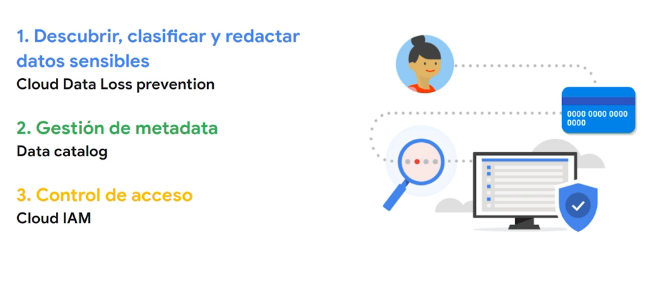 1. Descubrir, clasificar y redactar
datos sensibles
Cloud Data Loss prevention
2. Gestión de metadata
Data catalog
3. Control de acceso
Cloud IAM
0000 0000 0000
0000